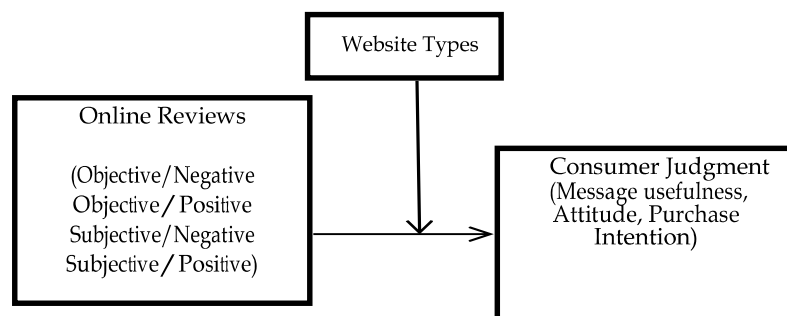 Website Types
Online Reviews
(Objective/Negative
Objective/Positive
Subjective/Negative
Subjective/Positive)
Consumer Judgment
(Message usefulness,
Attitude, Purchase
Intention)